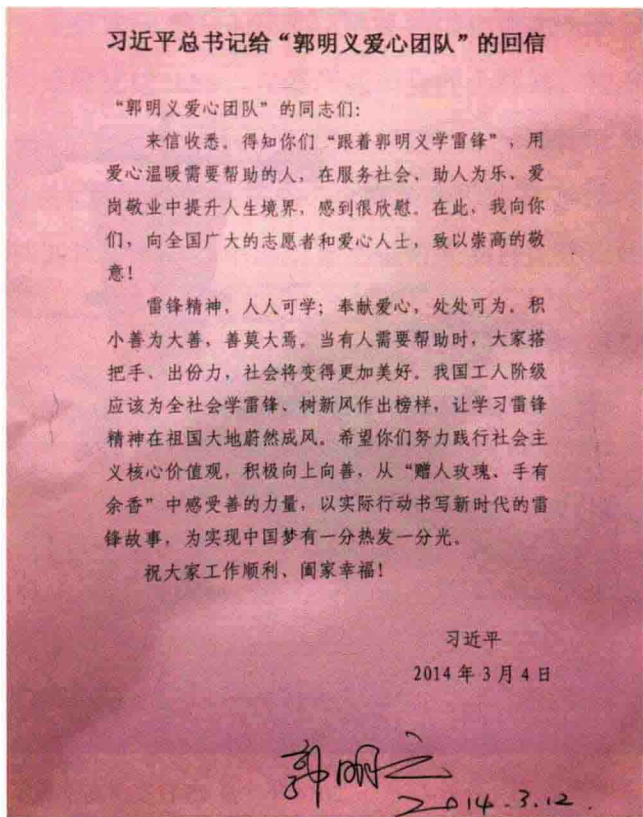 习近平总书记给“郭明义爱心团队”的回信
“郭明义爱心团队”的同志们：
来信收悉。得知你们“跟着郭明义学雷锋”，用
爱心温暖需要帮助的人，在服务社会、助人为乐、爱
岗敬业中提升人生境界，感到很欣慰。在此，我向你
们，向全国广大的志愿者和爱心人士，致以崇高的敬
意！
雷锋精神，人人可学；奉献爱心，处处可为。积
小善为大善，善莫大焉。当有人需要帮助时，大家搭
把手、出份力，社会将变得更加美好。我国工人阶级
应该为全社会学雷锋、树新风作出榜样，让学习雷锋
精神在祖国大地蔚然成风。希望你们努力践行社会主
义核心价值观，积极向上向善，从“赠人玫瑰、手有
余香”中感受善的力量，以实际行动书写新时代的雷
锋故事，为实现中国梦有一分热发一分光。
祝大家工作顺利、阖家幸福！
习近平
2014年3月4日
郭明义
2014.3.12.